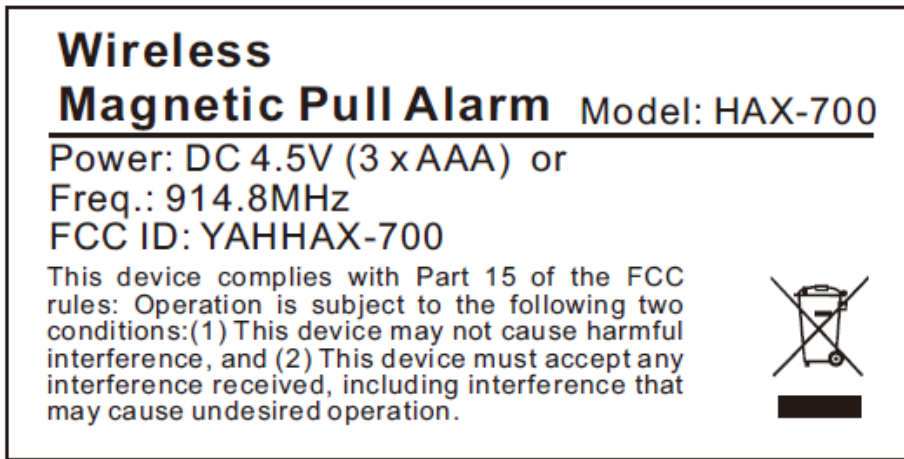 Wireless
Magnetic Pull Alarm Model: HAX-700
Power: DC 4.5V (3 x AAA) or
Freq.: 914.8MHz
FCC ID: YAHHAX-700
This device complies with Part 15 of the FCC
rules: Operation is subject to the following two
conditions:(1) This device may not cause harmful
interference, and (2) This device must accept any
interference received, including interference that
may cause undesired operation.